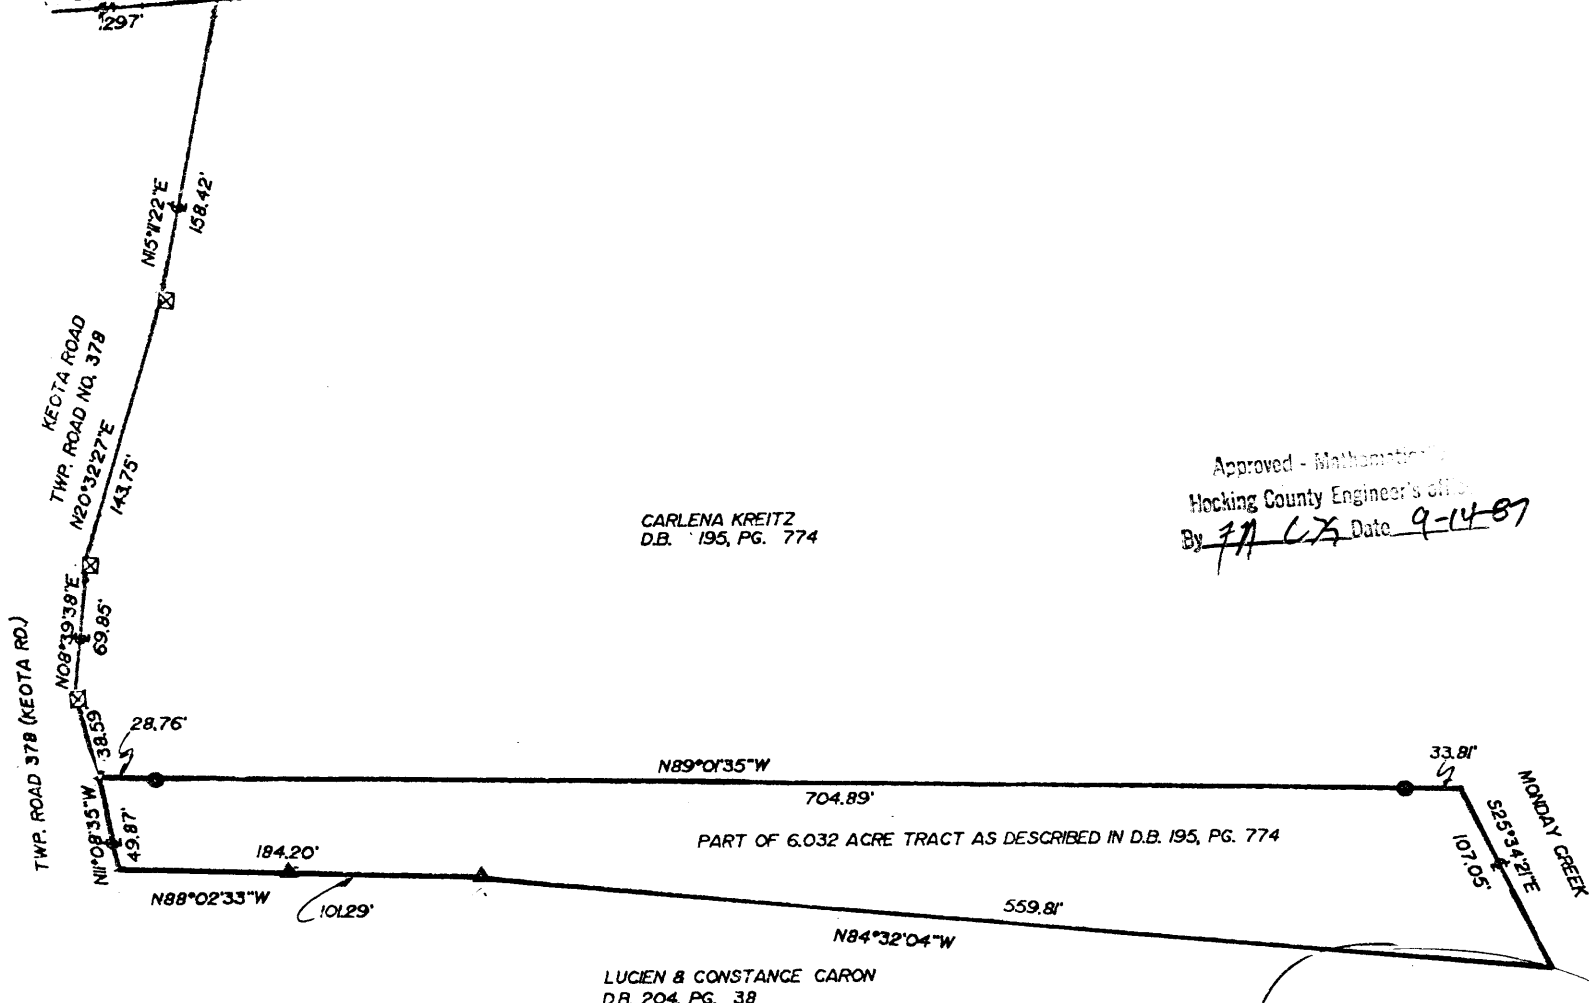 297'
N15°11'22"E
158.42'
KEOTA ROAD
TWP. ROAD NO. 378
N20°32'27"E
143.75'
CARLENA KREITZ
D.B. 195, PG. 774
Approved -
Hocking County Engineer's
By Date 9-14-87
N08°39'38"E
69.85'
TWP. ROAD 378 (KEOTA RD.)
38.59'
28.76'
N89°01'35"W
704.89'
33.81'
MONDAY CREEK
S25°34'21"E
107.05'
PART OF 6.032 ACRE TRACT AS DESCRIBED IN D.B. 195, PG. 774
N11°08'35"W
49.87'
184.20'
N88°02'33"W
101.29'
559.81'
N84°32'04"W
LUCIEN & CONSTANCE CARON
D.B. 204, PG. 38